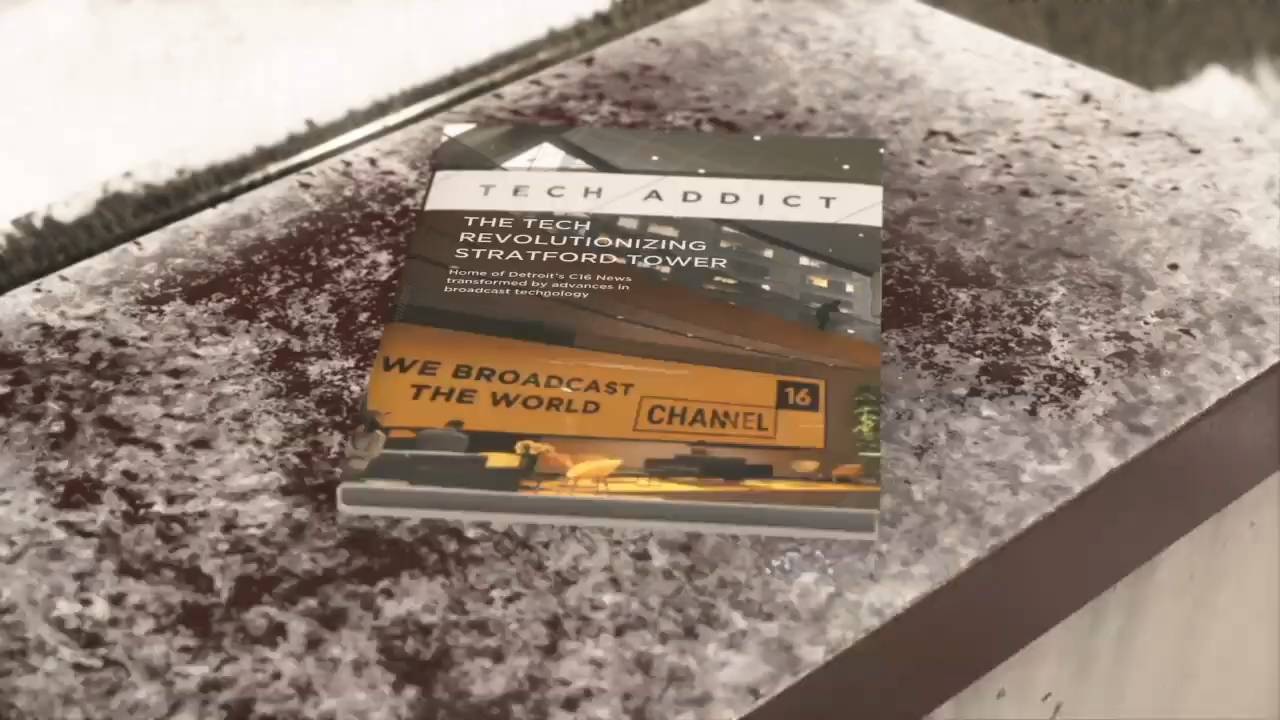 TECH ADDICT
THE TECH
REVOLUTIONIZING
STRATFORD TOWER
Home of Detroit's C16 News
transformed by advances in
broadcast technology
WE BROADCAST
THE WORLD
CHANNEL
16